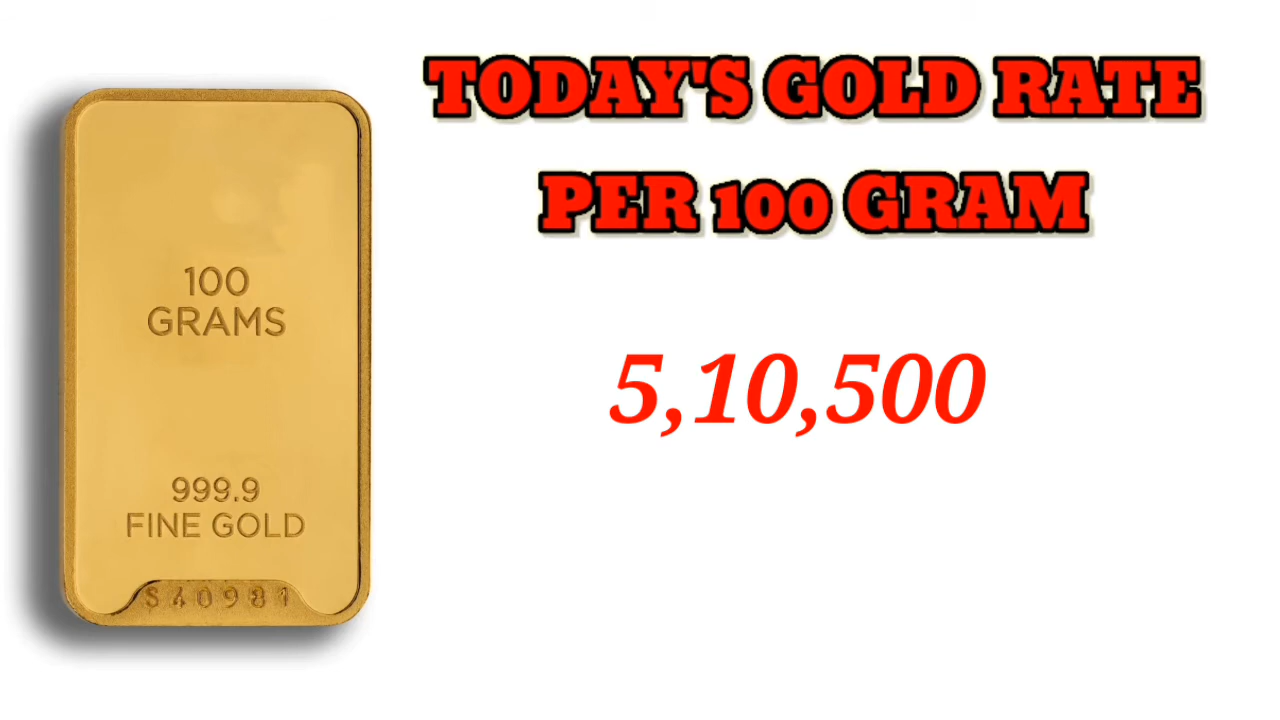 TODAY'S GOLD RATE
PER 100 GRAM
5,10,500
100
GRAMS
999.9
FINE GOLD
S40981